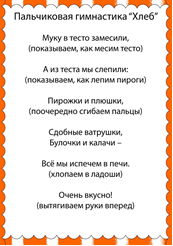 Пальчиковая гимнастика “Хлеб”
Муку в тесто замесили,
(показываем, как месим тесто)
А из теста мы слепили:
(показываем, как лепим пироги)
Пирожки и плюшки,
(поочередно сгибаем пальцы)
Сдобные ватрушки,
Булочки и калачи –
Всё мы испечем в печи.
(хлопаем в ладоши)
Очень вкусно!
(вытягиваем руки вперед)